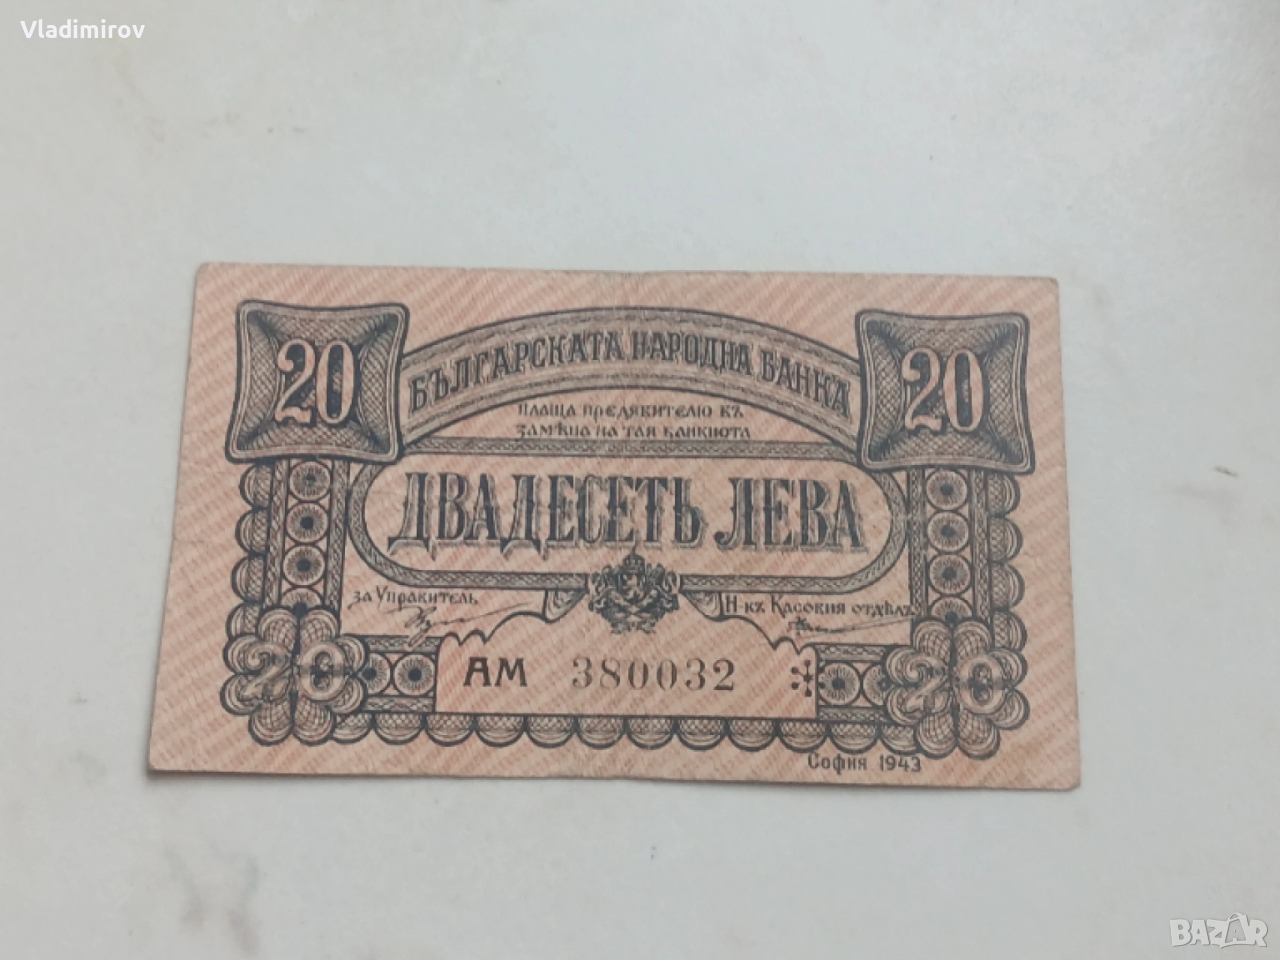 Vladimirov
20
20
БЪЛГАРСКАТА НАРОДНА БАНКА
ПЛАЩА ПРЕДЯВИТЕЛЮ ВЪ
ЗАМѢНА НА ТАЯ БАНКНОТА
ДВАДЕСЕТЬ ЛЕВА
за Управитель
Н-къ Касовия отдѣлъ
АМ 380032
20
20
София 1943
BAZAR